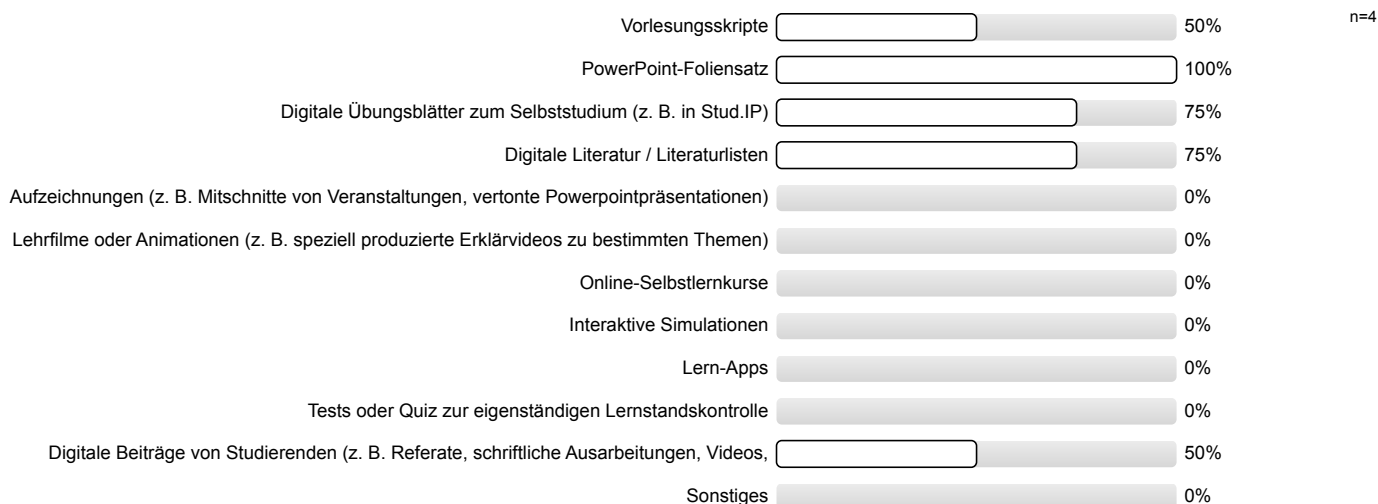 Vorlesungsskripte 50% n=4
PowerPoint-Foliensatz 100%
Digitale Übungsblätter zum Selbststudium (z. B. in Stud.IP) 75%
Digitale Literatur / Literaturlisten 75%
Aufzeichnungen (z. B. Mitschnitte von Veranstaltungen, vertonte Powerpointpräsentationen) 0%
Lehrfilme oder Animationen (z. B. speziell produzierte Erklärvideos zu bestimmten Themen) 0%
Online-Selbstlernkurse 0%
Interaktive Simulationen 0%
Lern-Apps 0%
Tests oder Quiz zur eigenständigen Lernstandskontrolle 0%
Digitale Beiträge von Studierenden (z. B. Referate, schriftliche Ausarbeitungen, Videos, 50%
Sonstiges 0%